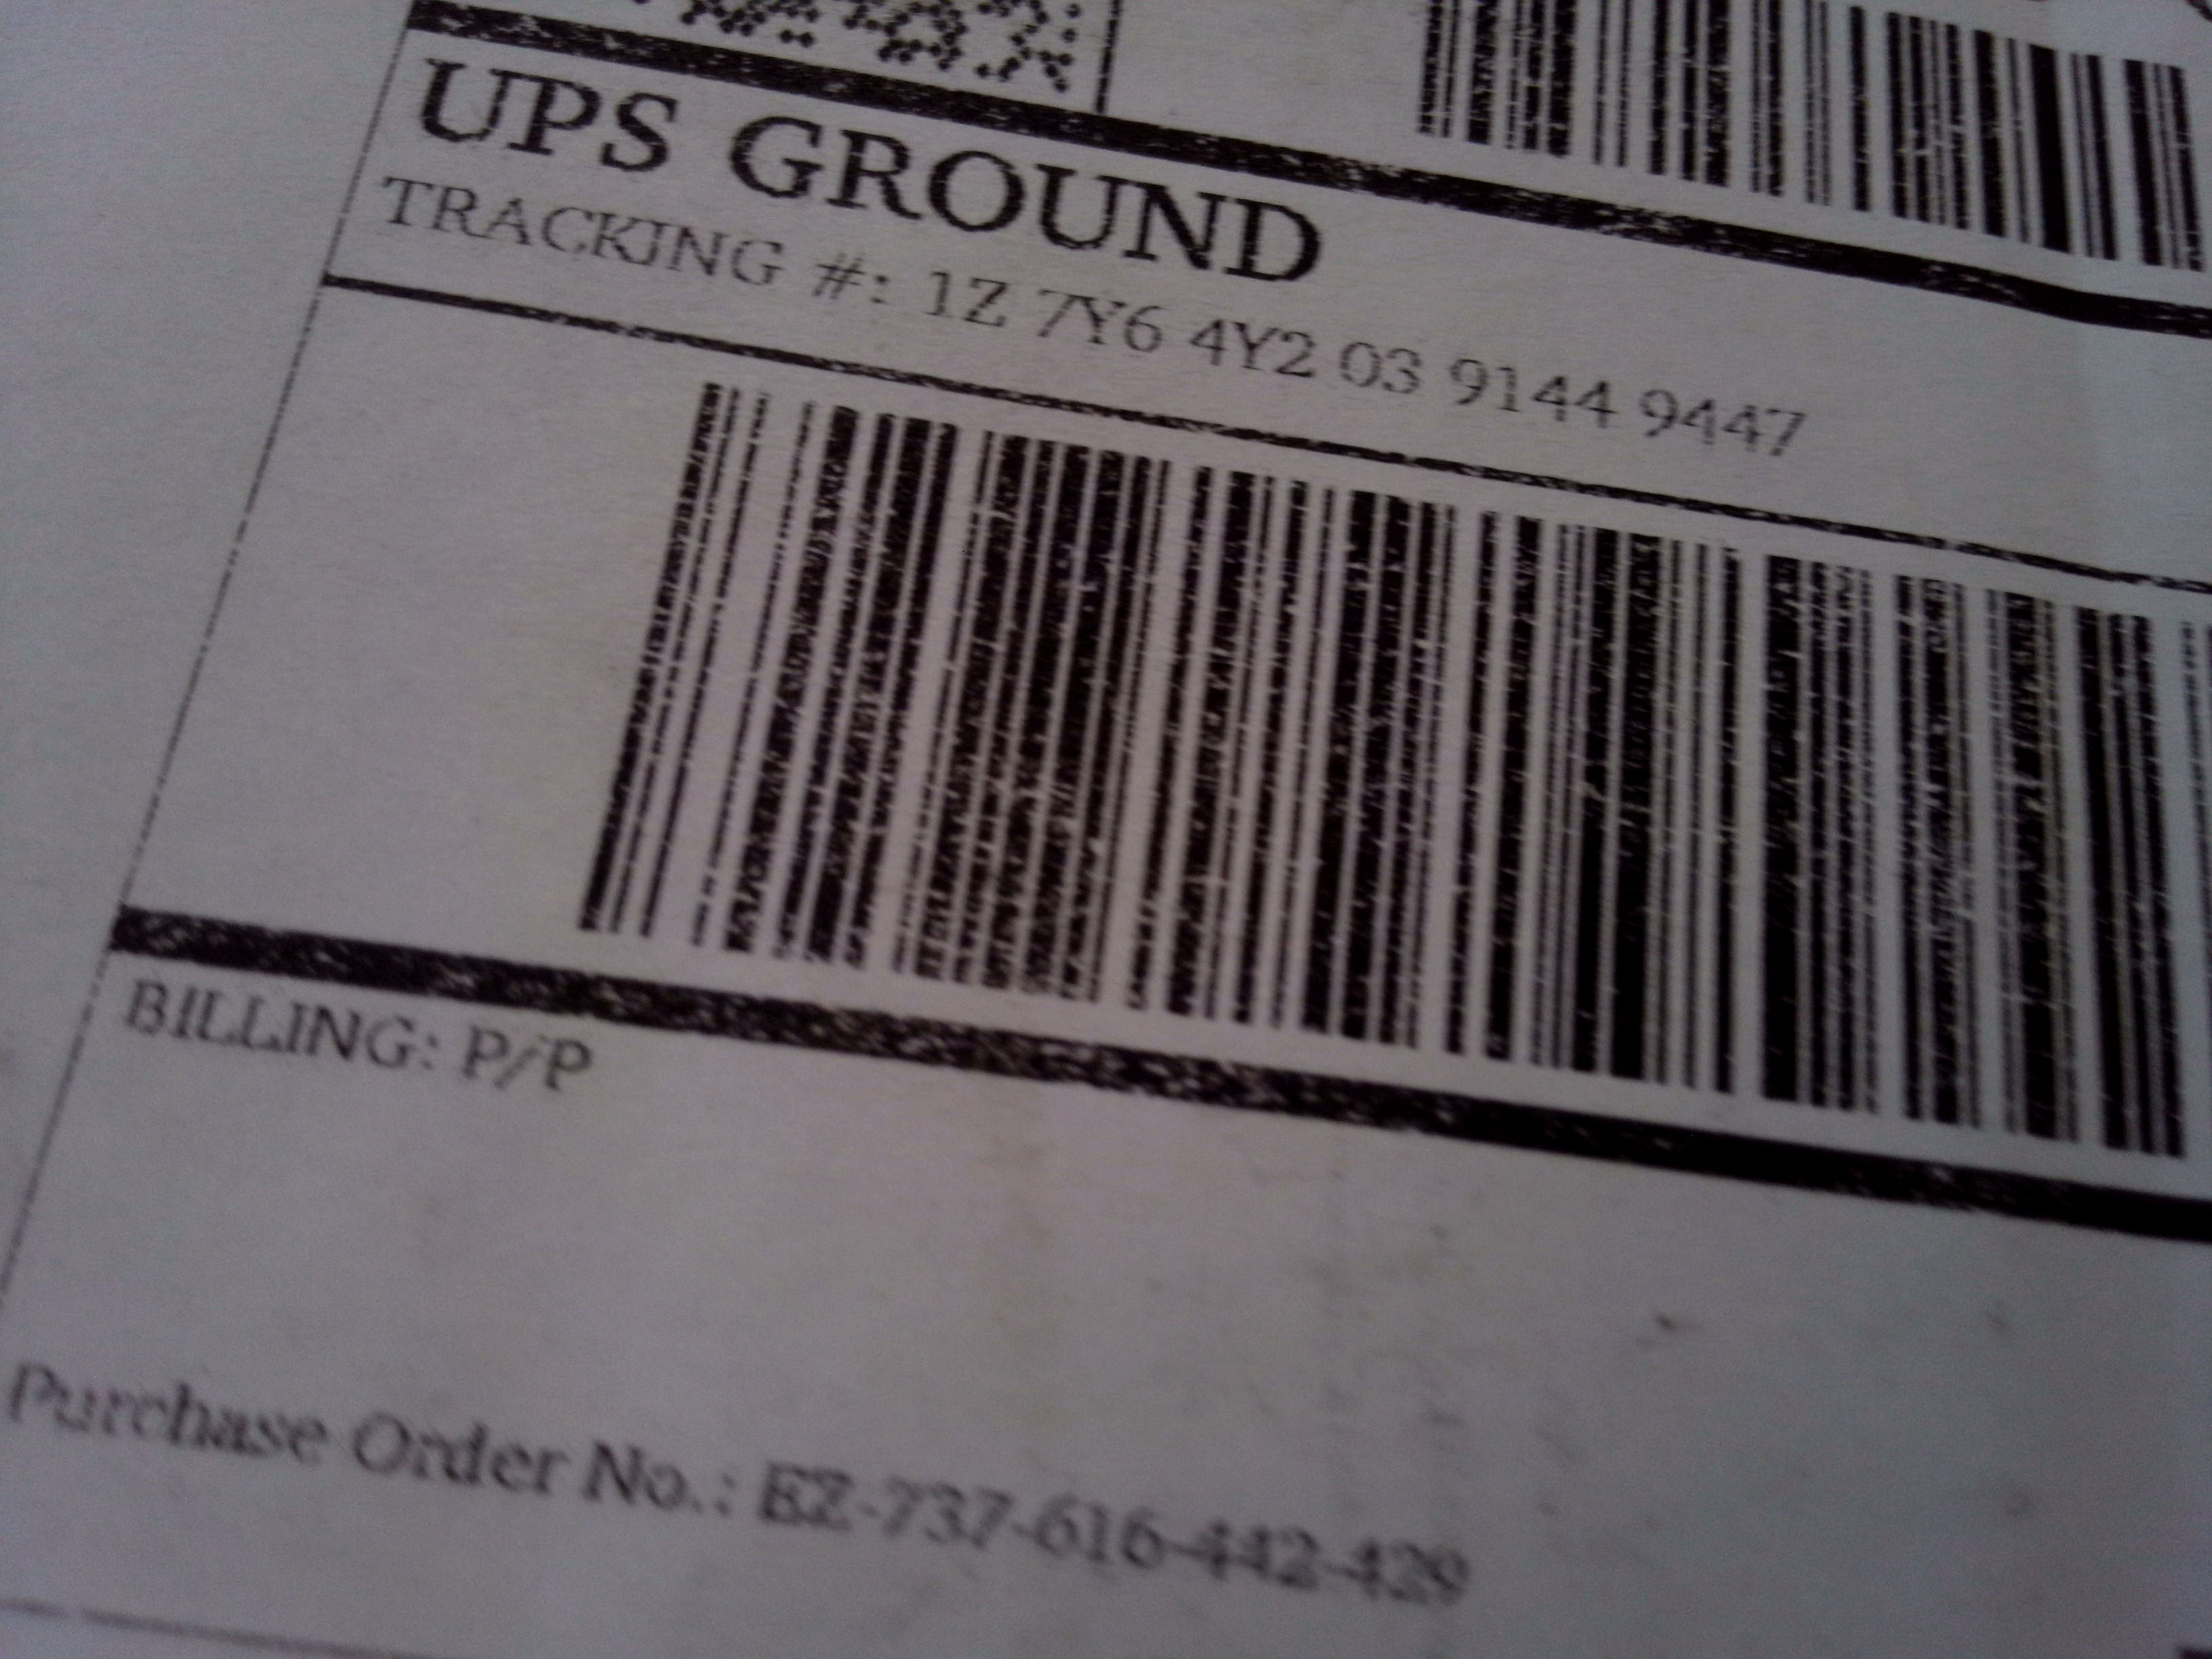 UPS GROUND
TRACKING #: 1Z 7Y6 4Y2 03 9144 9447
BILLING: P/P
Purchase Order No.: EZ-737-616-442-429